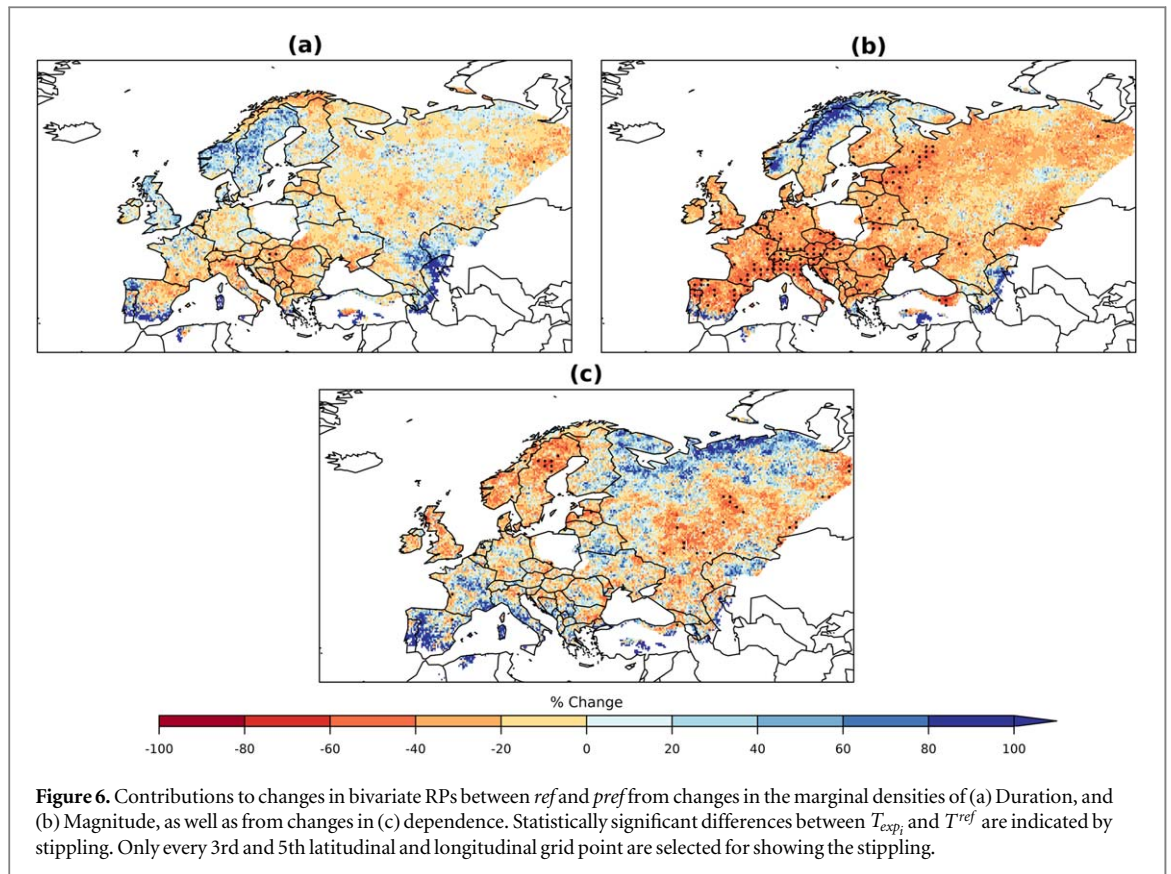 (a)
(b)
(c)
% Change
-100 -80 -60 -40 -20 0 20 40 60 80 100
Figure 6. Contributions to changes in bivariate RPs between ref and pref from changes in the marginal densities of (a) Duration, and
(b) Magnitude, as well as from changes in (c) dependence. Statistically significant differences between T_{exp_i} and T^{ref} are indicated by
stippling. Only every 3rd and 5th latitudinal and longitudinal grid point are selected for showing the stippling.